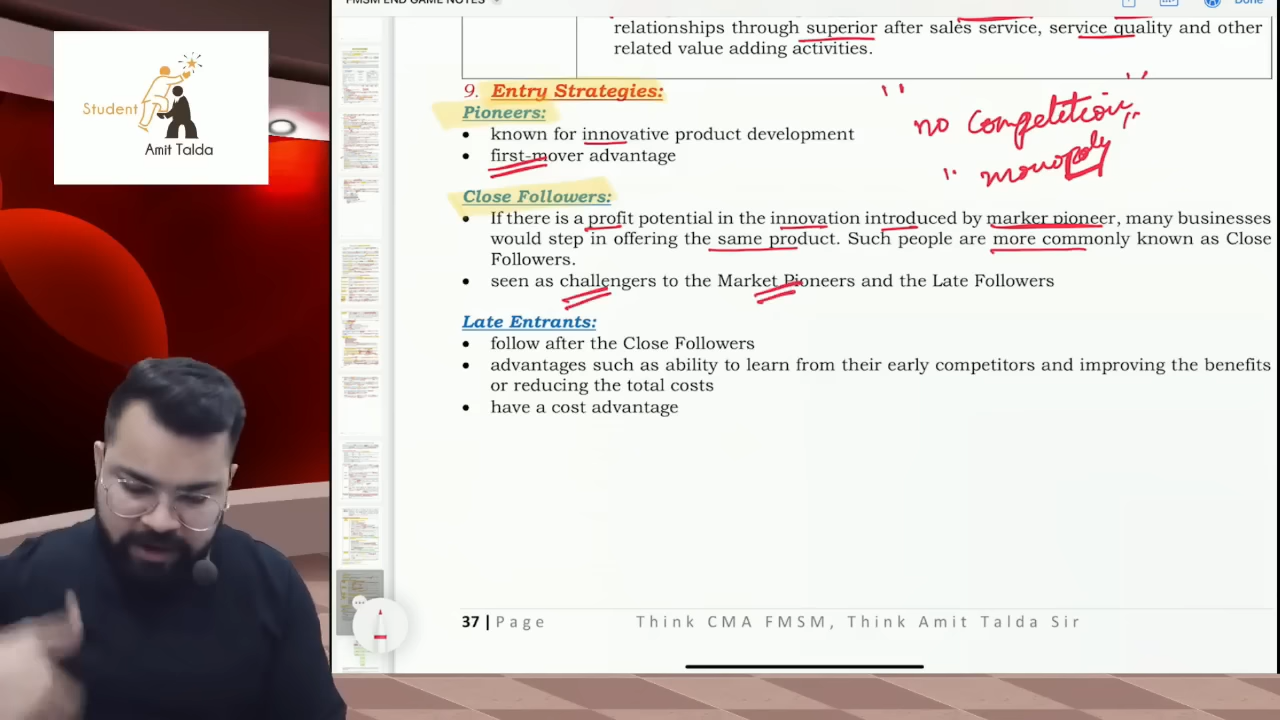 FMSM END GAME NOTES
Done
Student
Amit Talda
relationships through superior after sales service, service quality and other
related value adding activities.
9. Entry Strategies:
Pioneers:
known for innovative product development
first mover advantage
no Competition
monopoly
Close Followers:
If there is a profit potential in the innovation introduced by marker pioneer, many businesses
would step in offering the same product. Such people are more commonly known as Close
Followers.
serve as challengers to the market pioneers and the Late Followers
Late Entrants:
follow after the Close Followers
advantages such as ability to learn from their early competitors and improving the benefits
or reducing the total costs
have a cost advantage
37 | Page
Think CMA FMSM, Think Amit Talda Sir